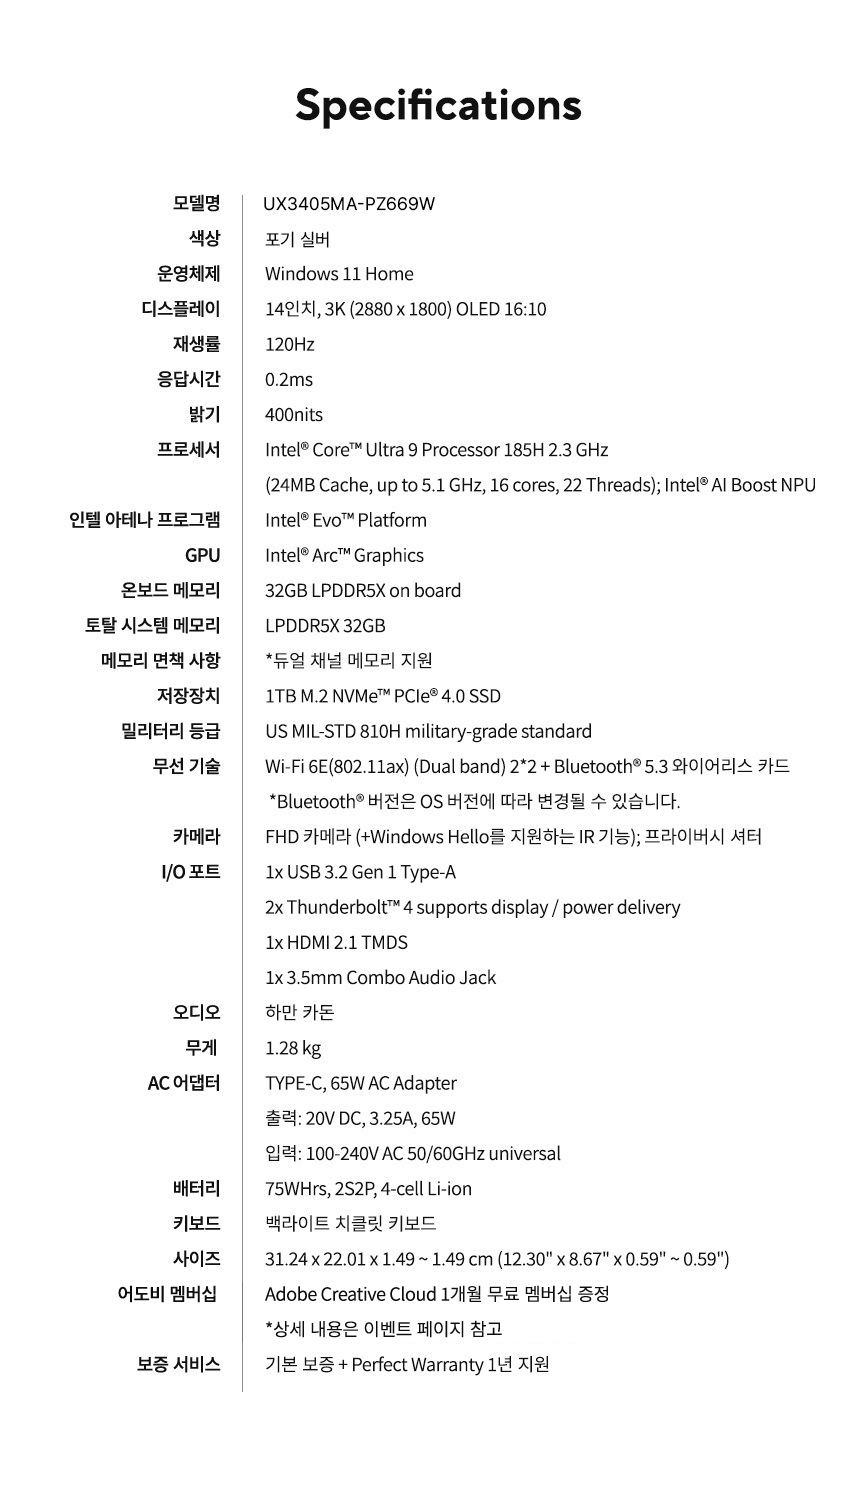 Specifications
모델명 UX3405MA-PZ669W
색상 포기 실버
운영체제 Windows 11 Home
디스플레이 14인치, 3K (2880 x 1800) OLED 16:10
재생률 120Hz
응답시간 0.2ms
밝기 400nits
프로세서 Intel® Core™ Ultra 9 Processor 185H 2.3 GHz
(24MB Cache, up to 5.1 GHz, 16 cores, 22 Threads); Intel® AI Boost NPU
인텔 아테나 프로그램 Intel® Evo™ Platform
GPU Intel® Arc™ Graphics
온보드 메모리 32GB LPDDR5X on board
토탈 시스템 메모리 LPDDR5X 32GB
메모리 면책 사항 *듀얼 채널 메모리 지원
저장장치 1TB M.2 NVMe™ PCIe® 4.0 SSD
밀리터리 등급 US MIL-STD 810H military-grade standard
무선 기술 Wi-Fi 6E(802.11ax) (Dual band) 2*2 + Bluetooth® 5.3 와이어리스 카드
*Bluetooth® 버전은 OS 버전에 따라 변경될 수 있습니다.
카메라 FHD 카메라 (+Windows Hello를 지원하는 IR 기능); 프라이버시 셔터
I/O 포트 1x USB 3.2 Gen 1 Type-A
2x Thunderbolt™ 4 supports display / power delivery
1x HDMI 2.1 TMDS
1x 3.5mm Combo Audio Jack
오디오 하만 카돈
무게 1.28 kg
AC 어댑터 TYPE-C, 65W AC Adapter
출력: 20V DC, 3.25A, 65W
입력: 100-240V AC 50/60GHz universal
배터리 75WHrs, 2S2P, 4-cell Li-ion
키보드 백라이트 치클릿 키보드
사이즈 31.24 x 22.01 x 1.49 ~ 1.49 cm (12.30" x 8.67" x 0.59" ~ 0.59")
어도비 멤버십 Adobe Creative Cloud 1개월 무료 멤버십 증정
*상세 내용은 이벤트 페이지 참고
보증 서비스 기본 보증 + Perfect Warranty 1년 지원